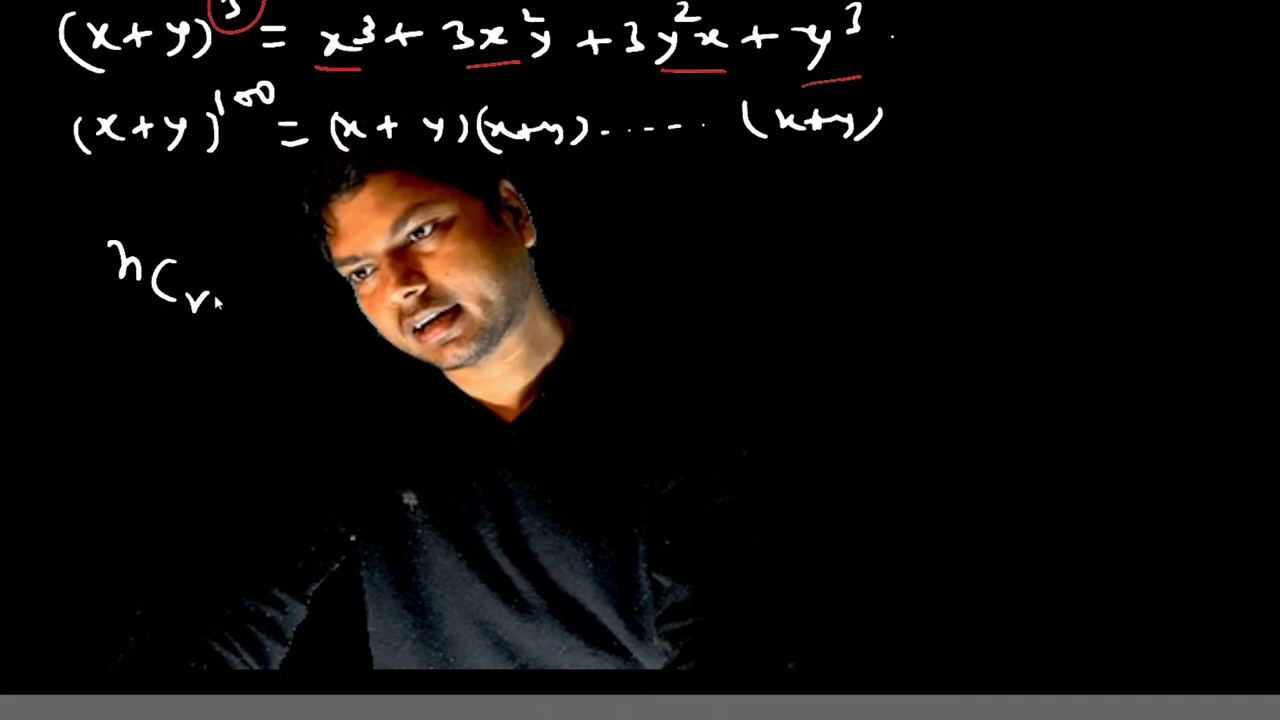 (x+y)³ = x³ + 3x²y + 3y²x + y³.
(x+y)¹⁰⁰ = (x+y)(x+y)...... (x+y)
ⁿCᵣ